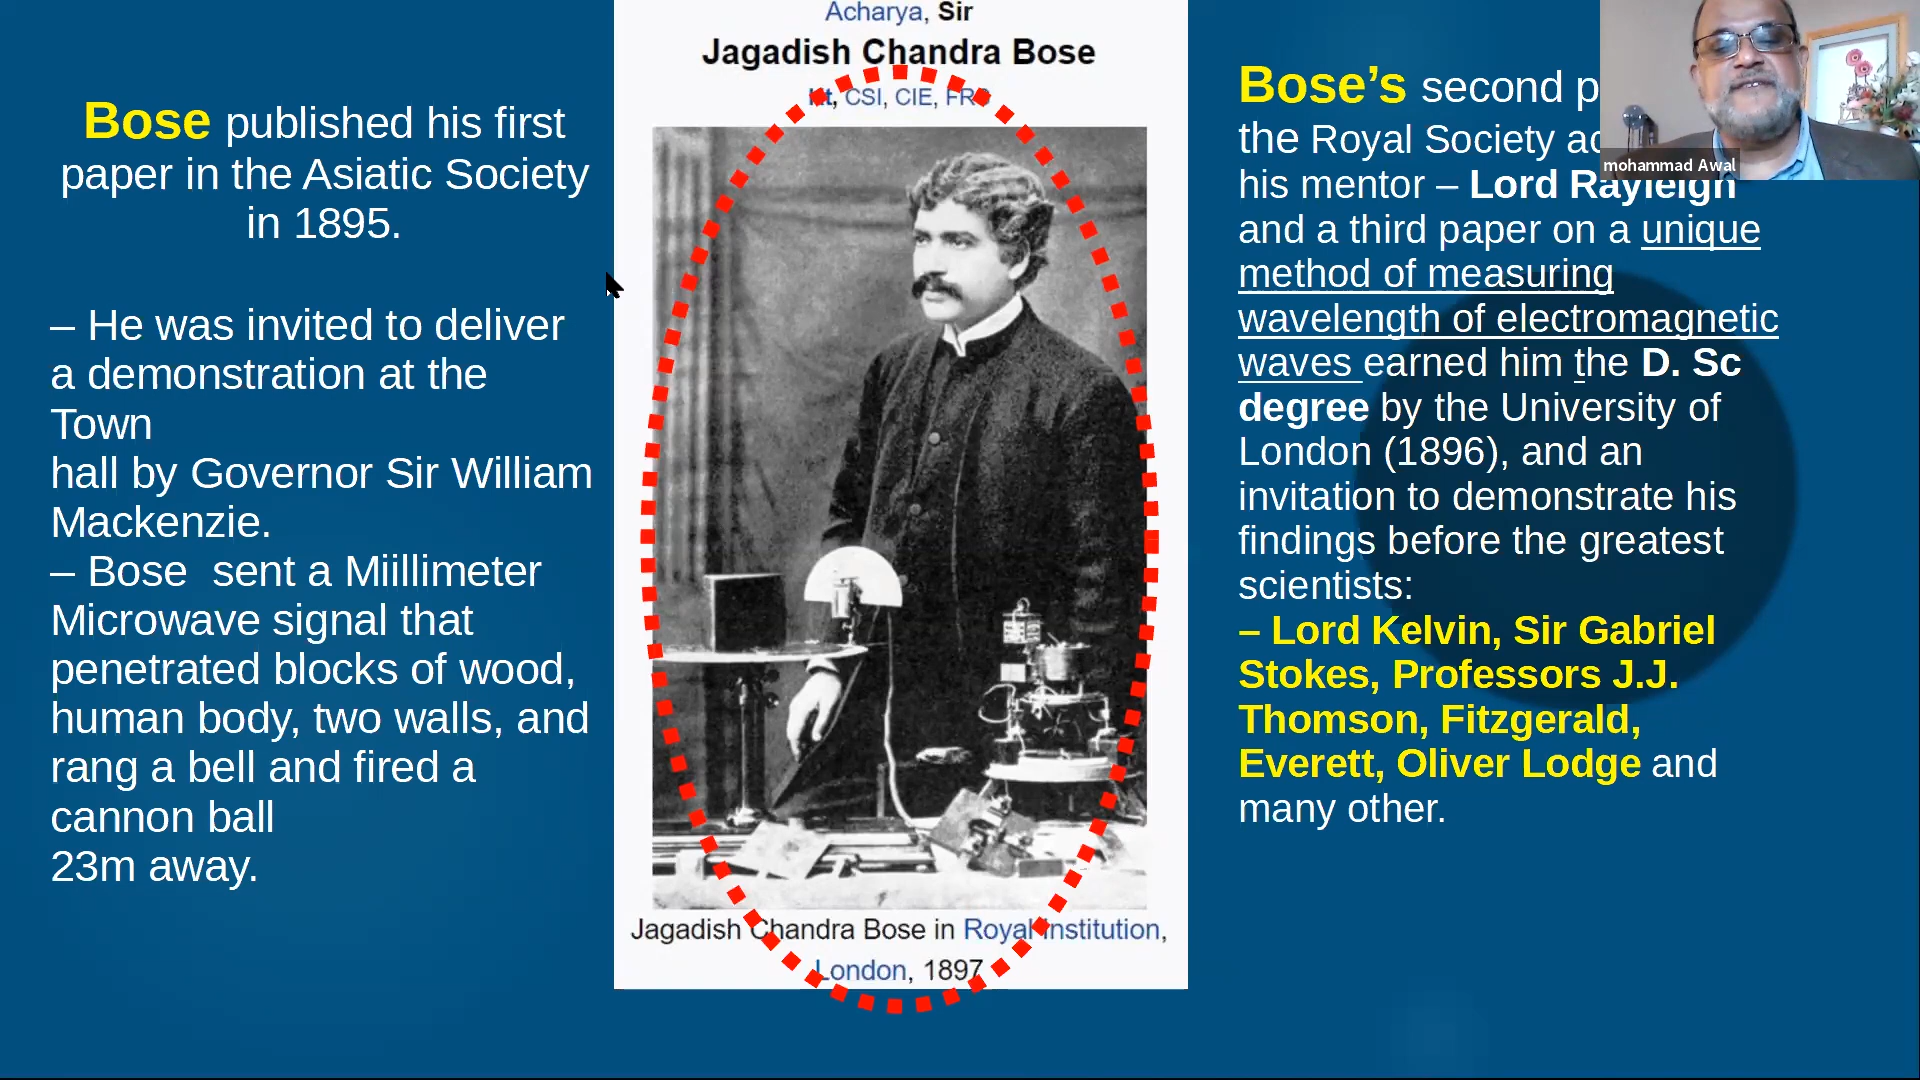 Bose published his first
paper in the Asiatic Society
in 1895.
– He was invited to deliver
a demonstration at the
Town
hall by Governor Sir William
Mackenzie.
– Bose sent a Miillimeter
Microwave signal that
penetrated blocks of wood,
human body, two walls, and
rang a bell and fired a
cannon ball
23m away.
Acharya, Sir
Jagadish Chandra Bose
CSI, CIE,
Jagadish Chandra Bose in Royal Institution,
London, 1897
Bose’s second
the Royal Society
his mentor – Lord Rayleigh
and a third paper on a unique
method of measuring
wavelength of electromagnetic
waves earned him the D. Sc
degree by the University of
London (1896), and an
invitation to demonstrate his
findings before the greatest
scientists:
– Lord Kelvin, Sir Gabriel
Stokes, Professors J.J.
Thomson, Fitzgerald,
Everett, Oliver Lodge and
many other.
mohammad Awal